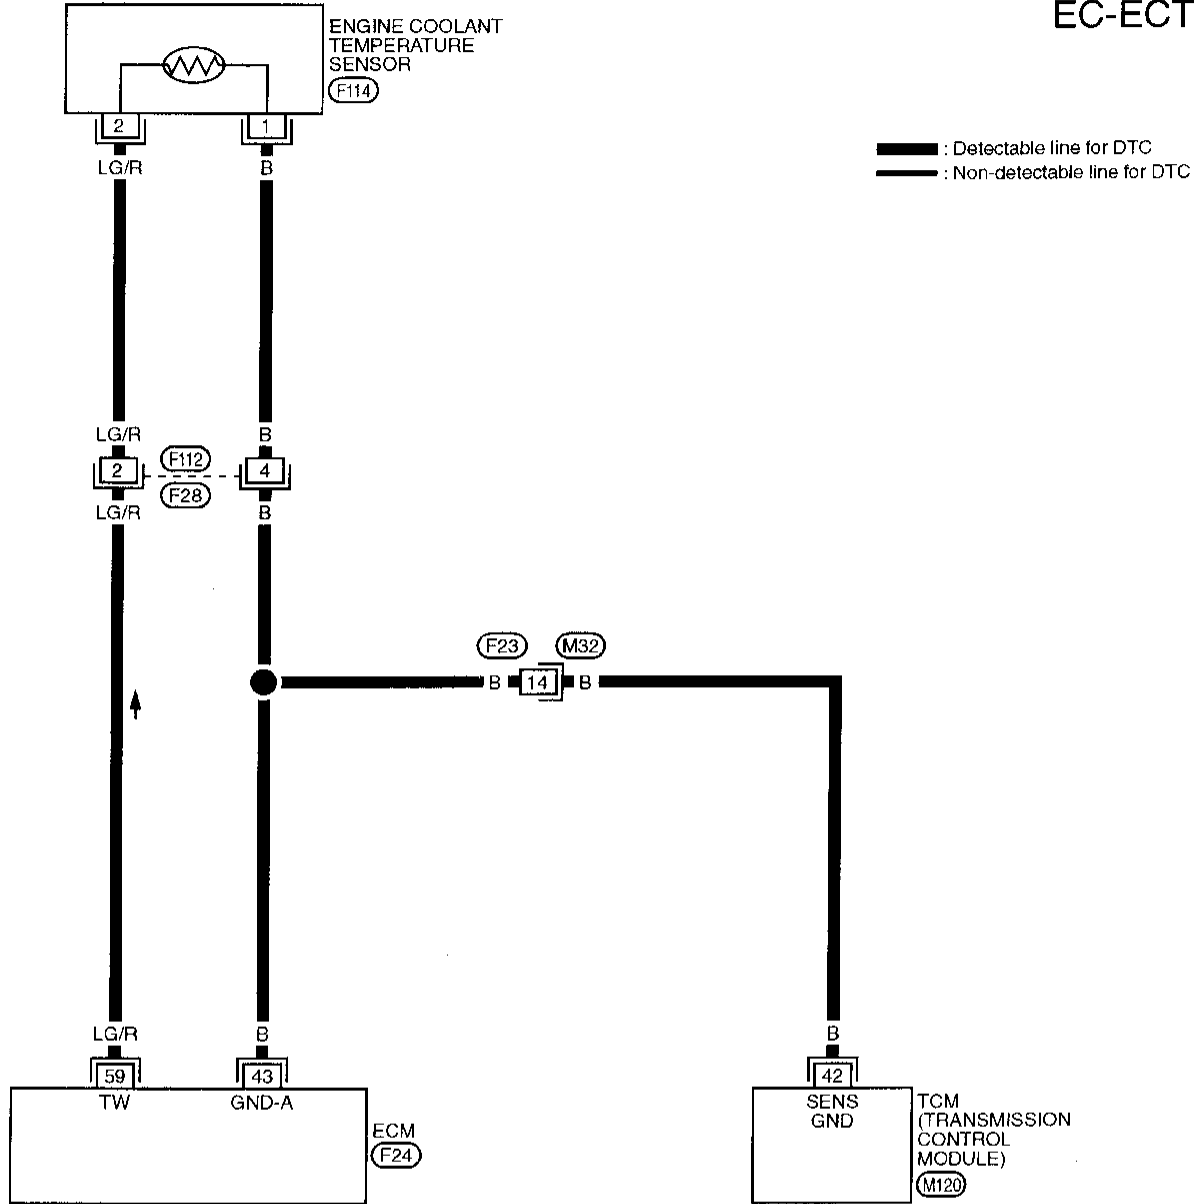 EC-ECT
ENGINE COOLANT
TEMPERATURE
SENSOR
F114
2
1
LG/R
B
: Detectable line for DTC
: Non-detectable line for DTC
LG/R
B
2
F112
4
F28
LG/R
B
F23
M32
B
14
B
LG/R
B
B
59
43
42
TW
GND-A
SENS
GND
ECM
F24
TCM
(TRANSMISSION
CONTROL
MODULE)
M120